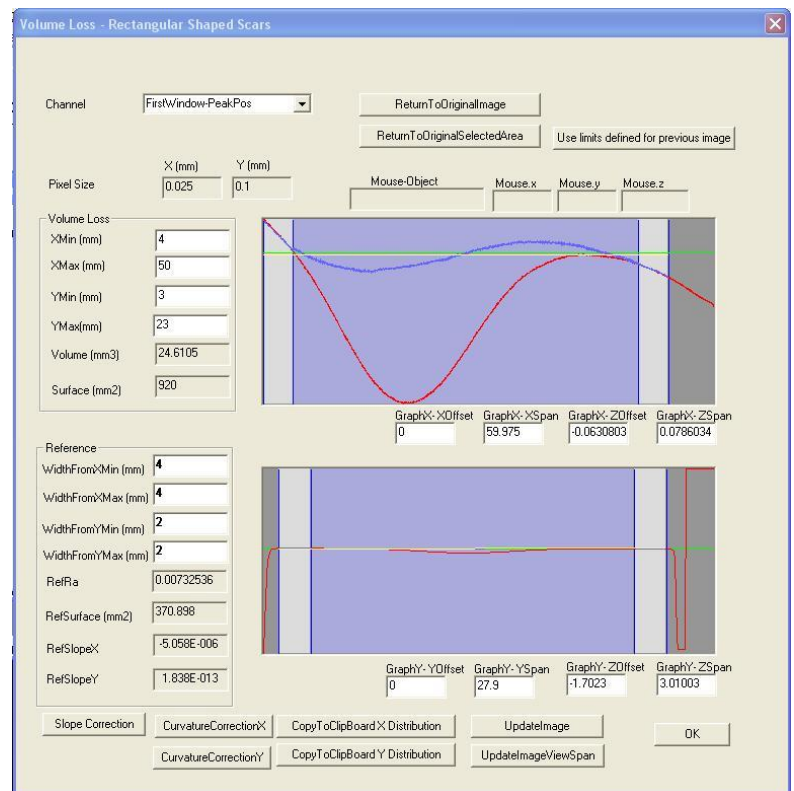 Volume Loss - Rectangular Shaped Scars
Channel FirstWindow-PeakPos ReturnToOriginalImage
ReturnToOriginalSelectedArea Use limits defined for previous image
X (mm) Y (mm)
Pixel Size 0.025 0.1 Mouse-Object Mouse.x Mouse.y Mouse.z
Volume Loss
XMin (mm) 4
XMax (mm) 50
YMin (mm) 3
YMax(mm) 23
Volume (mm3) 24.6105
Surface (mm2) 920
GraphX-XOffset GraphX-XSpan GraphX-ZOffset GraphX-ZSpan
0 59.975 -0.0630803 0.0786034
Reference
WidthFromXMin (mm) 4
WidthFromXMax (mm) 4
WidthFromYMin (mm) 2
WidthFromYMax (mm) 2
RefRa 0.00732536
RefSurface (mm2) 370.898
RefSlopeX -5.058E-006
RefSlopeY 1.838E-013
GraphY-YOffset GraphY-YSpan GraphY-ZOffset GraphY-ZSpan
0 27.9 -1.7023 3.01003
Slope Correction CurvatureCorrectionX CopyToClipBoard X Distribution UpdateImage OK
CurvatureCorrectionY CopyToClipBoard Y Distribution UpdateImageViewSpan